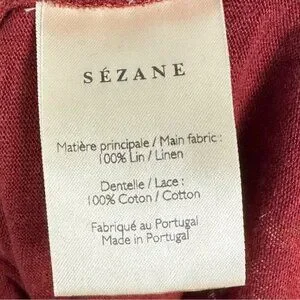 SÉZANE
Matière principale / Main fabric :
100% Lin / Linen
Dentelle / Lace :
100% Coton / Cotton
Fabriqué au Portugal
Made in Portugal